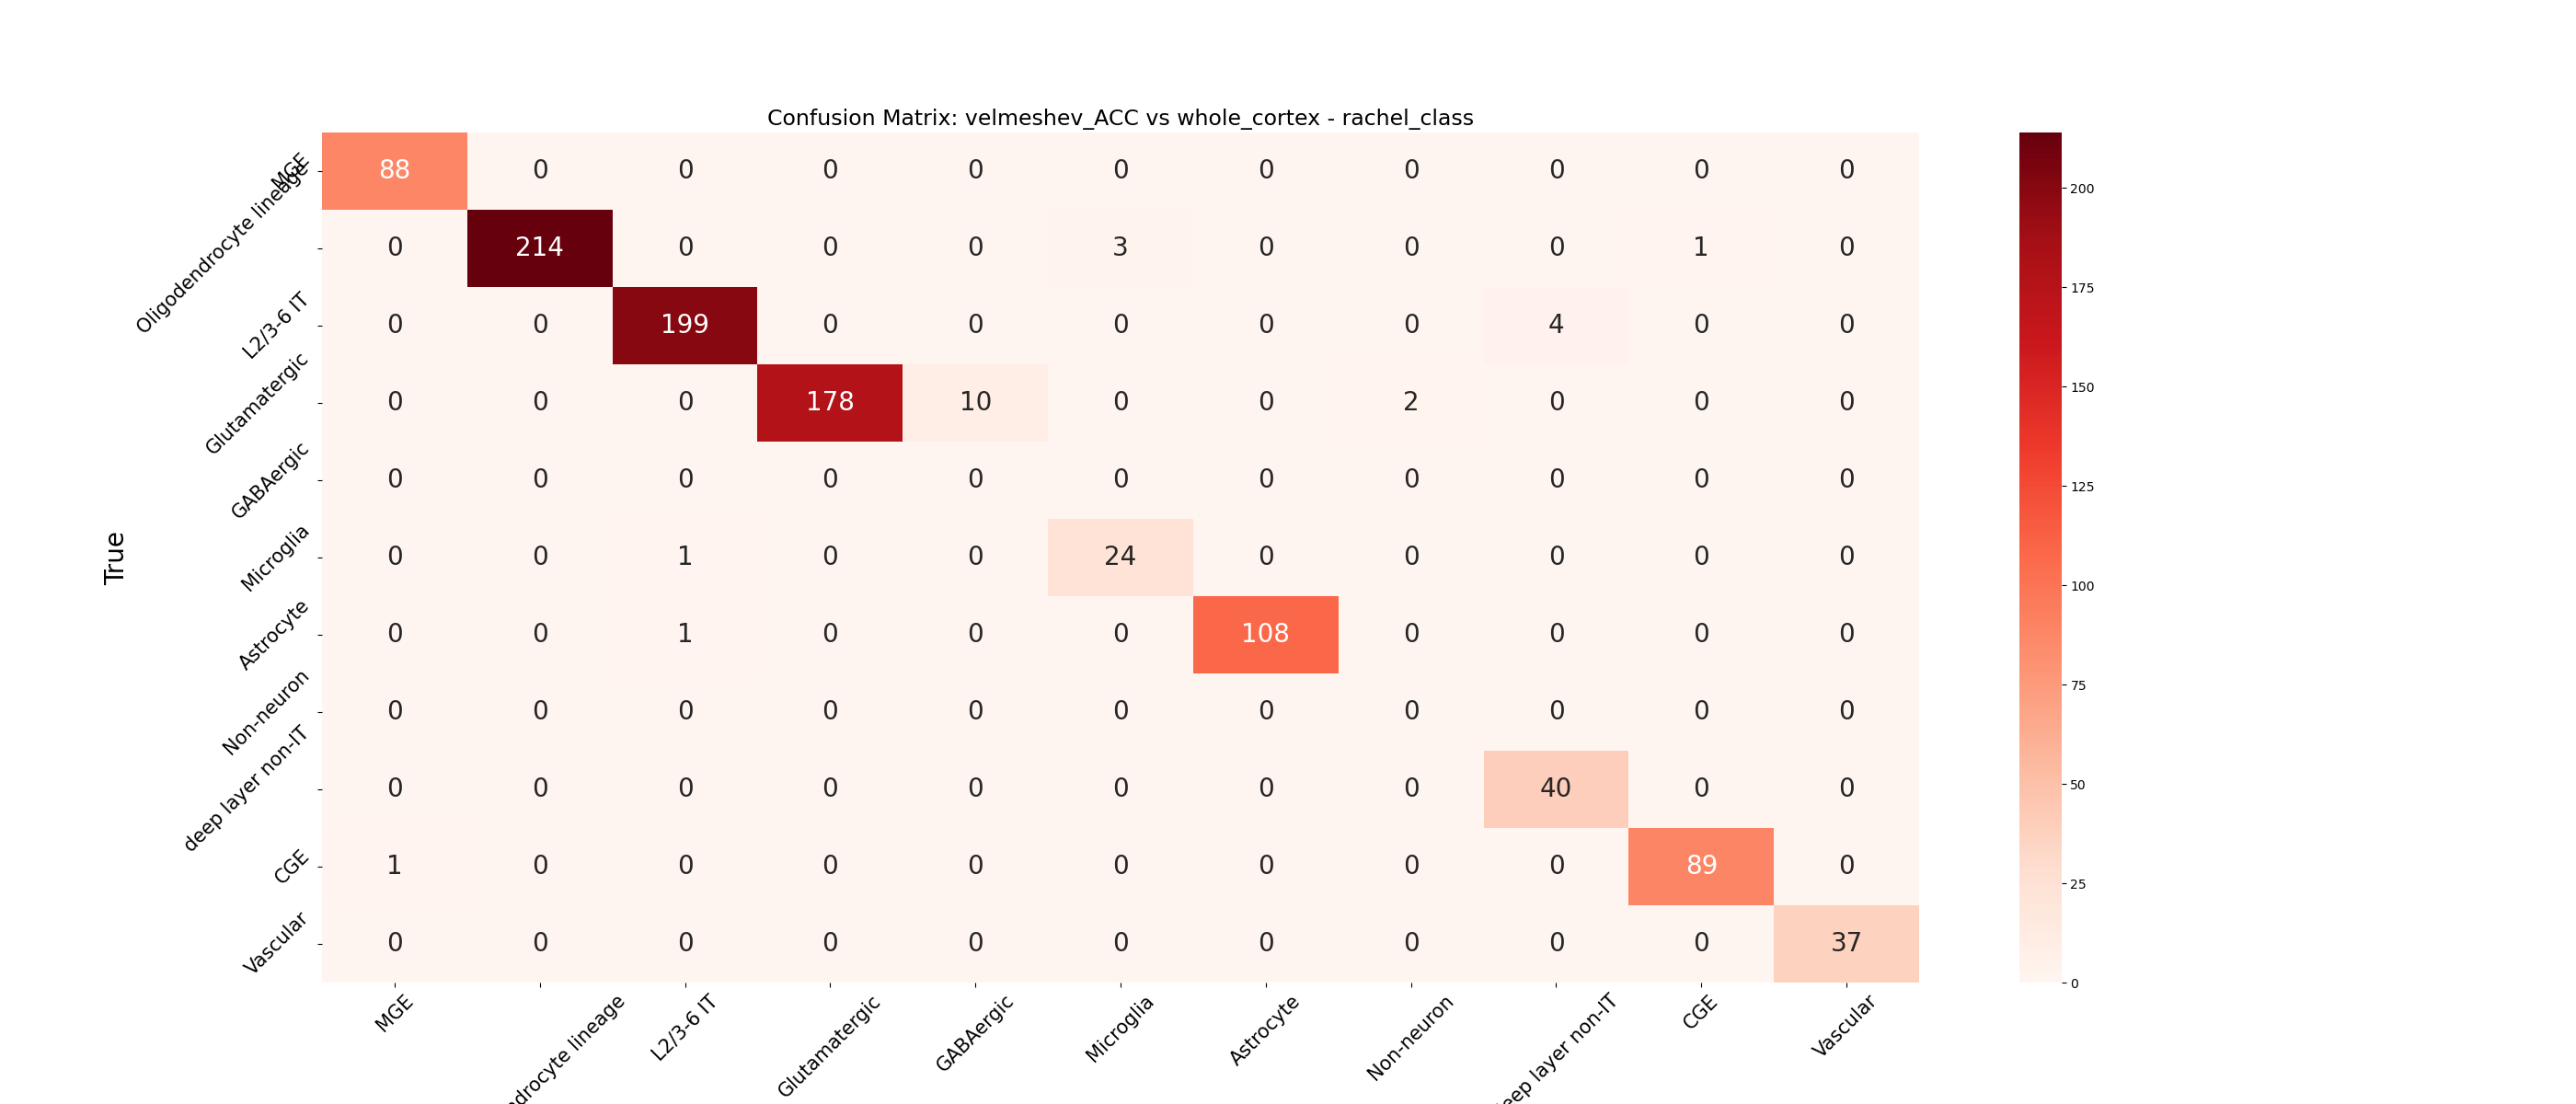 Confusion Matrix: velmeshev_ACC vs whole_cortex - rachel_class
True
MGE 88 0 0 0 0 0 0 0 0 0 0
Oligodendrocyte lineage 0 214 0 0 0 3 0 0 0 1 0
L2/3-6 IT 0 0 199 0 0 0 0 0 4 0 0
Glutamatergic 0 0 0 178 10 0 0 2 0 0 0
GABAergic 0 0 0 0 0 0 0 0 0 0 0
Microglia 0 0 1 0 0 24 0 0 0 0 0
Astrocyte 0 0 1 0 0 0 108 0 0 0 0
Non-neuron 0 0 0 0 0 0 0 0 0 0 0
deep layer non-IT 0 0 0 0 0 0 0 0 40 0 0
CGE 1 0 0 0 0 0 0 0 0 89 0
Vascular 0 0 0 0 0 0 0 0 0 0 37
MGE ndrocyte lineage L2/3-6 IT Glutamatergic GABAergic Microglia Astrocyte Non-neuron eep layer non-IT CGE Vascular
200
175
150
125
100
75
50
25
0